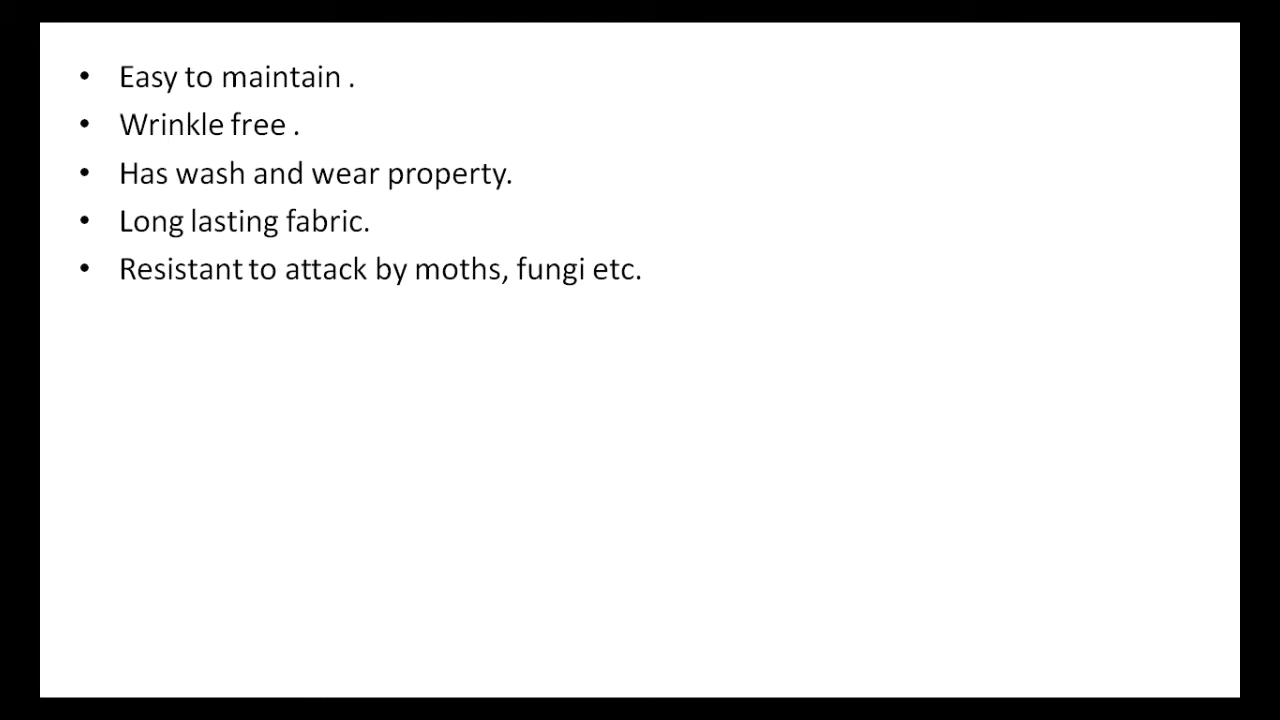 • Easy to maintain .
• Wrinkle free .
• Has wash and wear property.
• Long lasting fabric.
• Resistant to attack by moths, fungi etc.